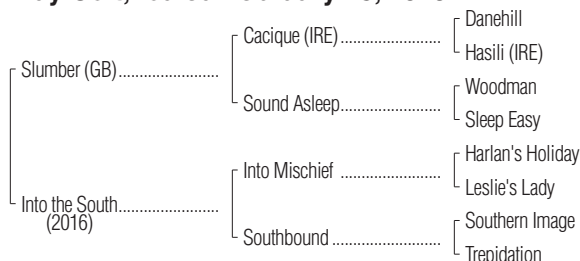 Danehill
Cacique (IRE)........................
Hasili (IRE)
Slumber (GB)........................
Woodman
Sound Asleep........................
Sleep Easy
Harlan's Holiday
Into Mischief ........................
Leslie's Lady
Into the South........................
(2016)
Southern Image
Southbound ..........................
Trepidation